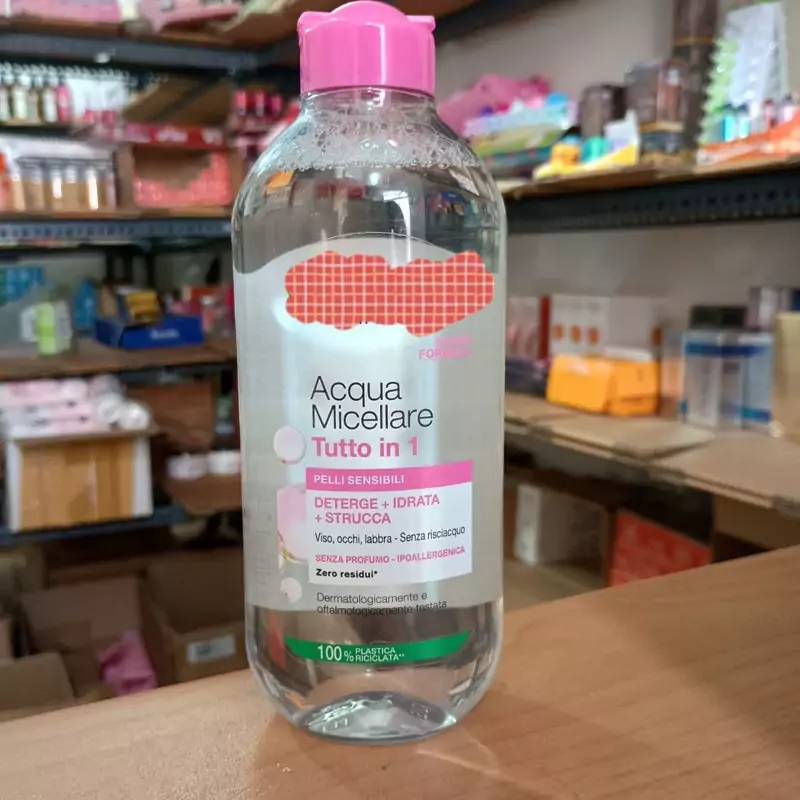 FORMULA
Acqua
Micellare
Tutto in 1
PELLI SENSIBILI
DETERGE + IDRATA
+ STRUCCA
Viso, occhi, labbra - Senza risciacquo
SENZA PROFUMO - IPOALLERGENICA
Zero residui*
Dermatologicamente e
oftalmologicamente testata
100% PLASTICA
RICICLATA**